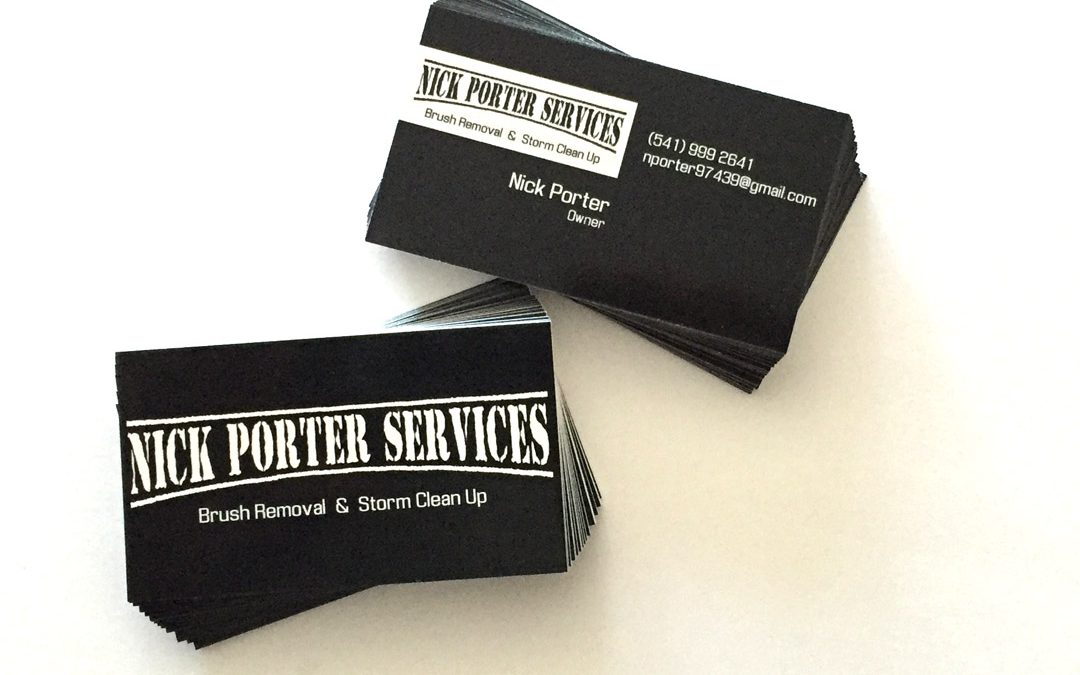 NICK PORTER SERVICES
Brush Removal & Storm Clean Up
Nick Porter
Owner
(541) 999 2641
nporter97439@gmail.com
NICK PORTER SERVICES
Brush Removal & Storm Clean Up